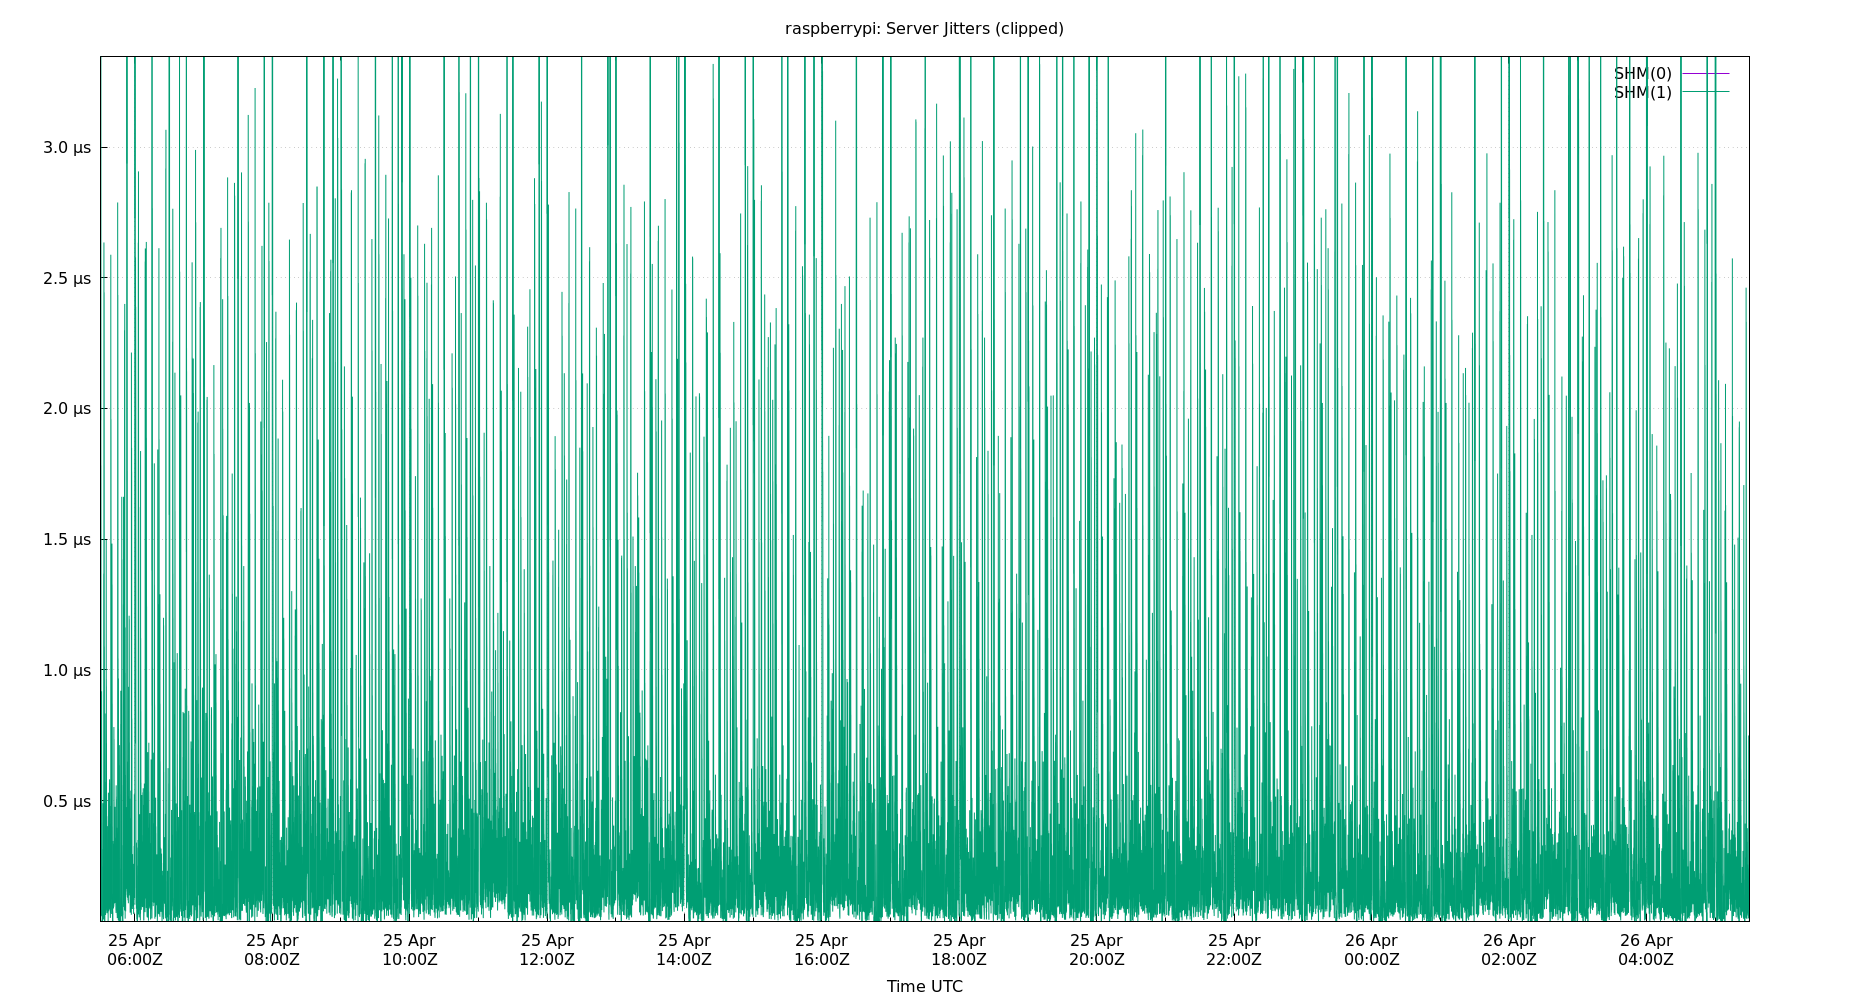 raspberrypi: Server Jitters (clipped)
SHM(0)
SHM(1)
3.0 μs
2.5 μs
2.0 μs
1.5 μs
1.0 μs
0.5 μs
25 Apr 25 Apr 25 Apr 25 Apr 25 Apr 25 Apr 25 Apr 25 Apr 25 Apr 26 Apr 26 Apr 26 Apr
06:00Z 08:00Z 10:00Z 12:00Z 14:00Z 16:00Z 18:00Z 20:00Z 22:00Z 00:00Z 02:00Z 04:00Z
Time UTC